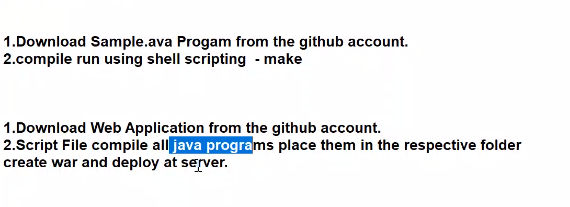 1.Download Sample.ava Progam from the github account.
2.compile run using shell scripting - make
1.Download Web Application from the github account.
2.Script File compile all java programs place them in the respective folder
create war and deploy at server.